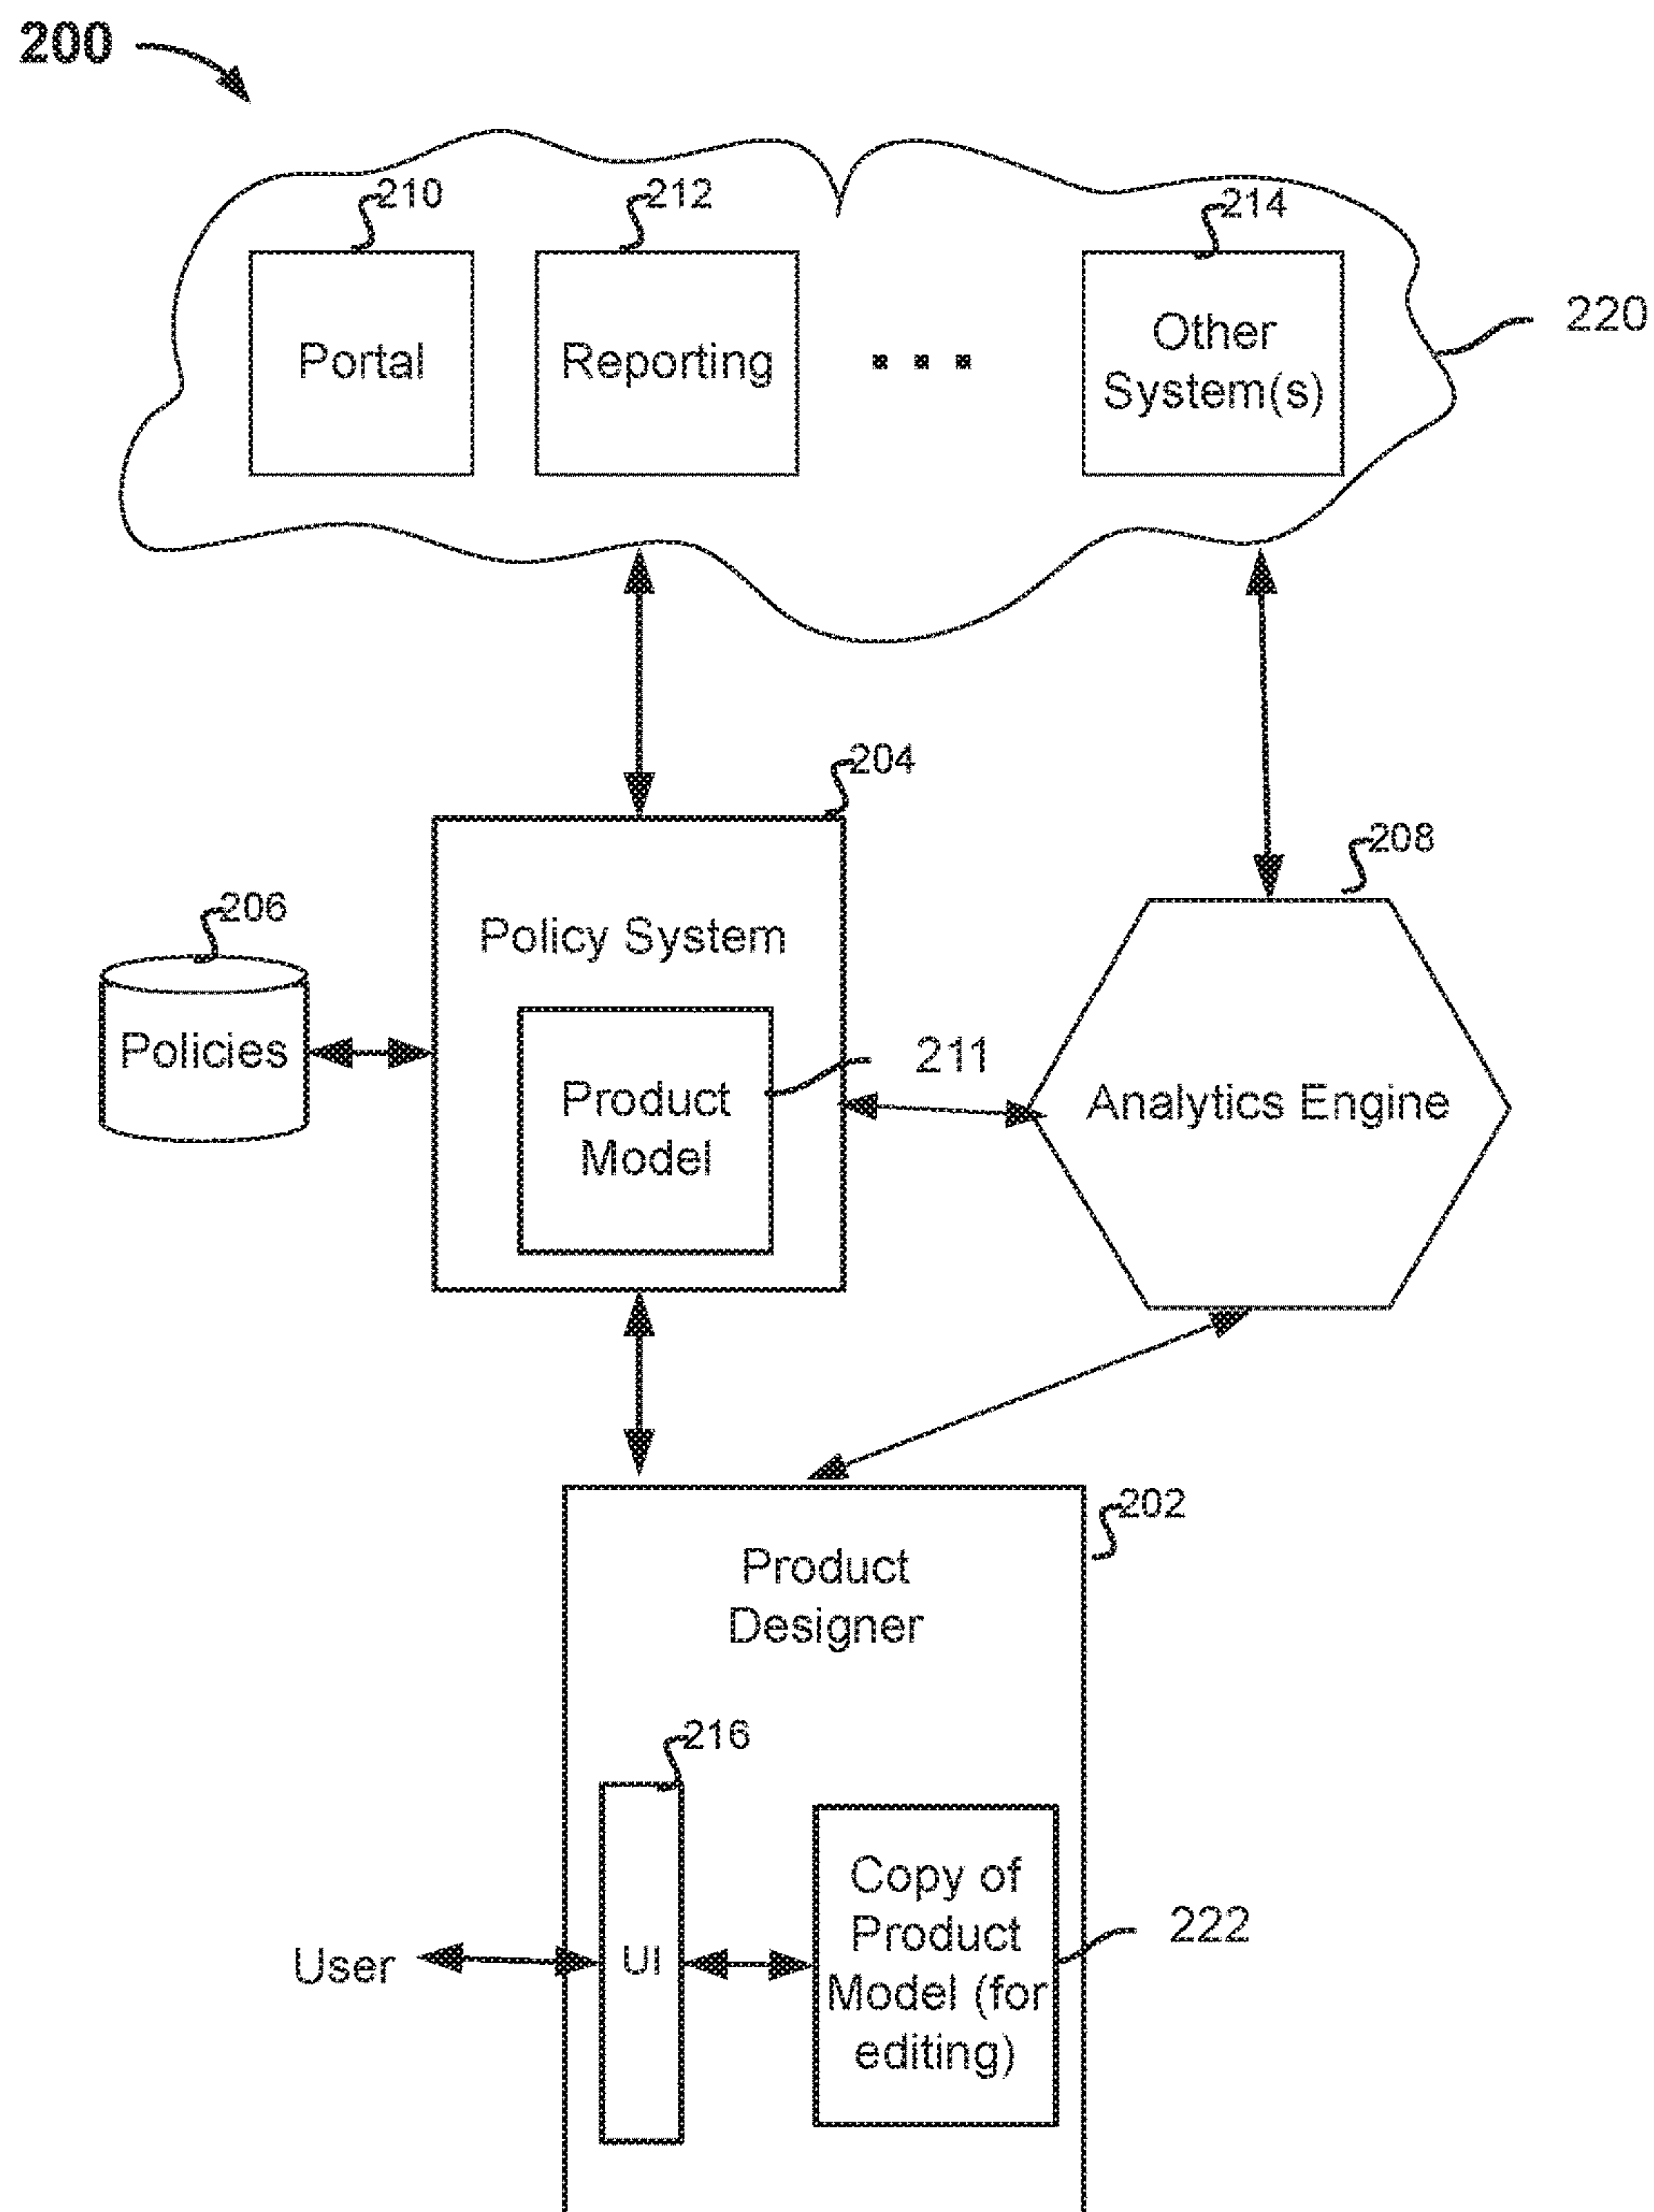 200
210
212
214
220
Portal
Reporting
...
Other
System(s)
204
208
206
Policy System
Policies
211
Product
Model
Analytics Engine
202
Product
Designer
216
Copy of
Product
Model (for
editing)
222
User
UI